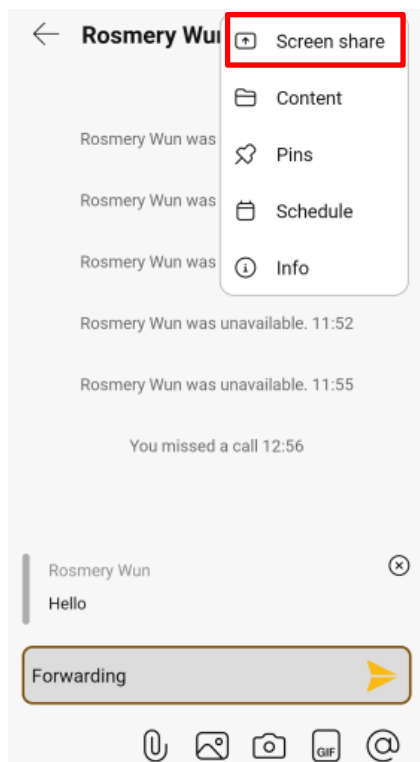 Rosmery Wu
Screen share
Content
Rosmery Wun was
Pins
Rosmery Wun was
Schedule
Rosmery Wun was
Info
Rosmery Wun was unavailable. 11:52
Rosmery Wun was unavailable. 11:55
You missed a call 12:56
Rosmery Wun
Hello
Forwarding
GIF
@